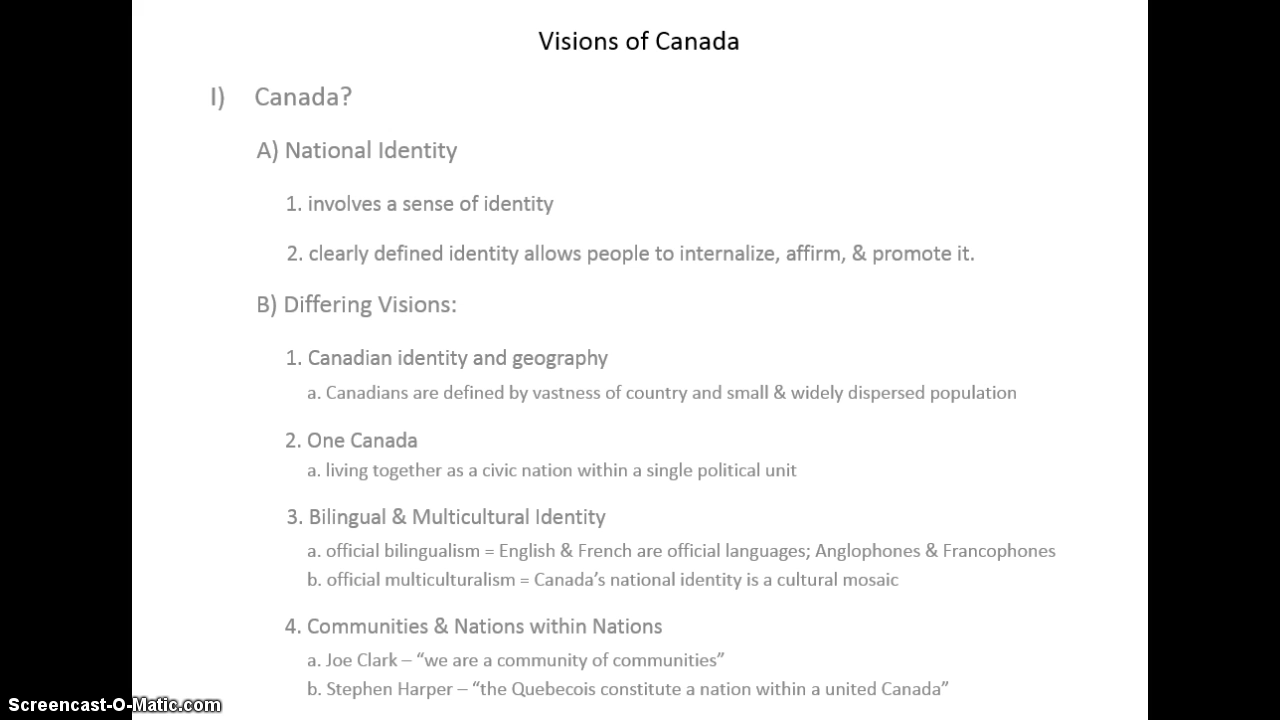 Visions of Canada
I) Canada?
A) National Identity
1. involves a sense of identity
2. clearly defined identity allows people to internalize, affirm, & promote it.
B) Differing Visions:
1. Canadian identity and geography
a. Canadians are defined by vastness of country and small & widely dispersed population
2. One Canada
a. living together as a civic nation within a single political unit
3. Bilingual & Multicultural Identity
a. official bilingualism = English & French are official languages; Anglophones & Francophones
b. official multiculturalism = Canada’s national identity is a cultural mosaic
4. Communities & Nations within Nations
a. Joe Clark – “we are a community of communities”
b. Stephen Harper – “the Quebecois constitute a nation within a united Canada”
Screencast-O-Matic.com